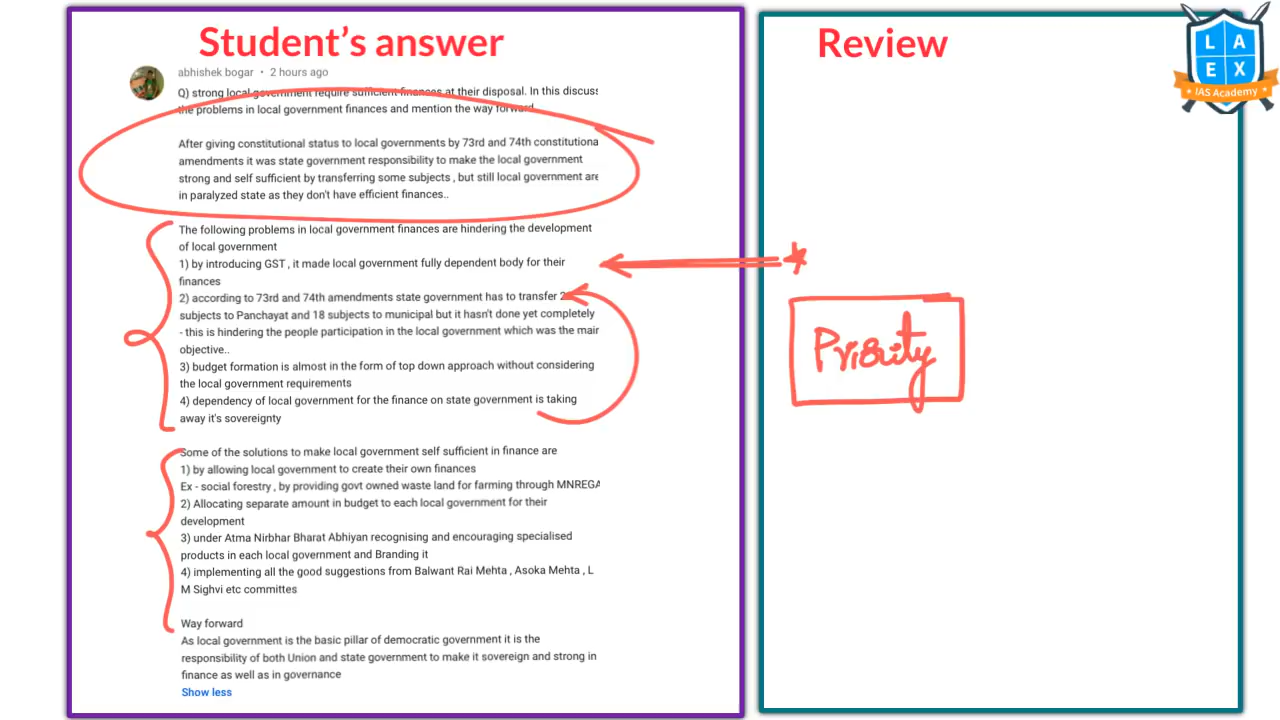 Student's answer
Review
L A
E X
IAS Academy
abhishek bogar • 2 hours ago
Q) strong local government require sufficient finances at their disposal. In this discuss
the problems in local government finances and mention the way forward
After giving constitutional status to local governments by 73rd and 74th constitutiona
amendments it was state government responsibility to make the local government
strong and self sufficient by transferring some subjects , but still local government are
in paralyzed state as they don't have efficient finances..
The following problems in local government finances are hindering the development
of local government
1) by introducing GST , it made local government fully dependent body for their
finances
2) according to 73rd and 74th amendments state government has to transfer
subjects to Panchayat and 18 subjects to municipal but it hasn't done yet completely
- this is hindering the people participation in the local government which was the main
objective..
3) budget formation is almost in the form of top down approach without considering
the local government requirements
4) dependency of local government for the finance on state government is taking
away it's sovereignty
Priority
Some of the solutions to make local government self sufficient in finance are
1) by allowing local government to create their own finances
Ex - social forestry , by providing govt owned waste land for farming through MNREGA
2) Allocating separate amount in budget to each local government for their
development
3) under Atma Nirbhar Bharat Abhiyan recognising and encouraging specialised
products in each local government and Branding it
4) implementing all the good suggestions from Balwant Rai Mehta , Asoka Mehta , L
M Sighvi etc committes
Way forward
As local government is the basic pillar of democratic government it is the
responsibility of both Union and state government to make it sovereign and strong in
finance as well as in governance
Show less